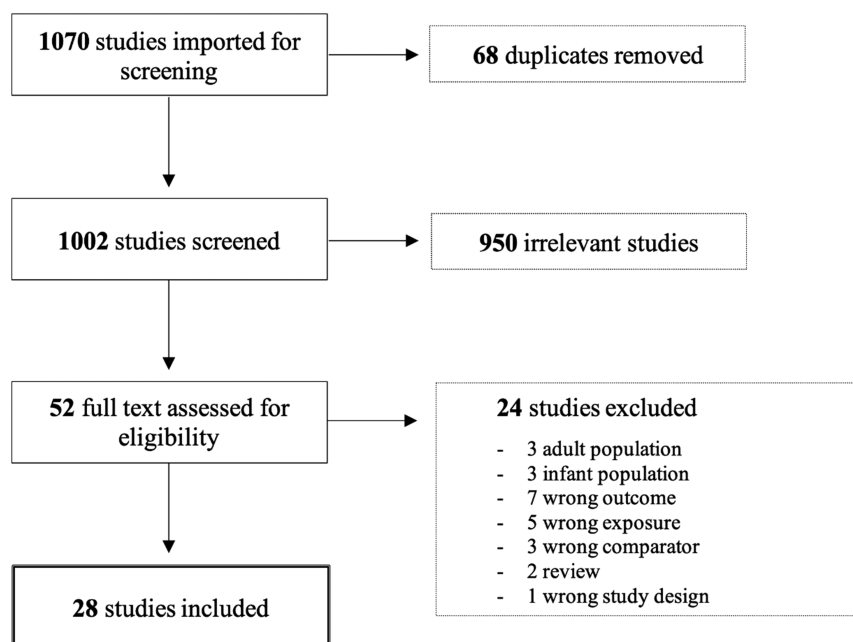 1070 studies imported for
screening
68 duplicates removed
1002 studies screened
950 irrelevant studies
52 full text assessed for
eligibility
24 studies excluded
- 3 adult population
- 3 infant population
- 7 wrong outcome
- 5 wrong exposure
- 3 wrong comparator
- 2 review
- 1 wrong study design
28 studies included